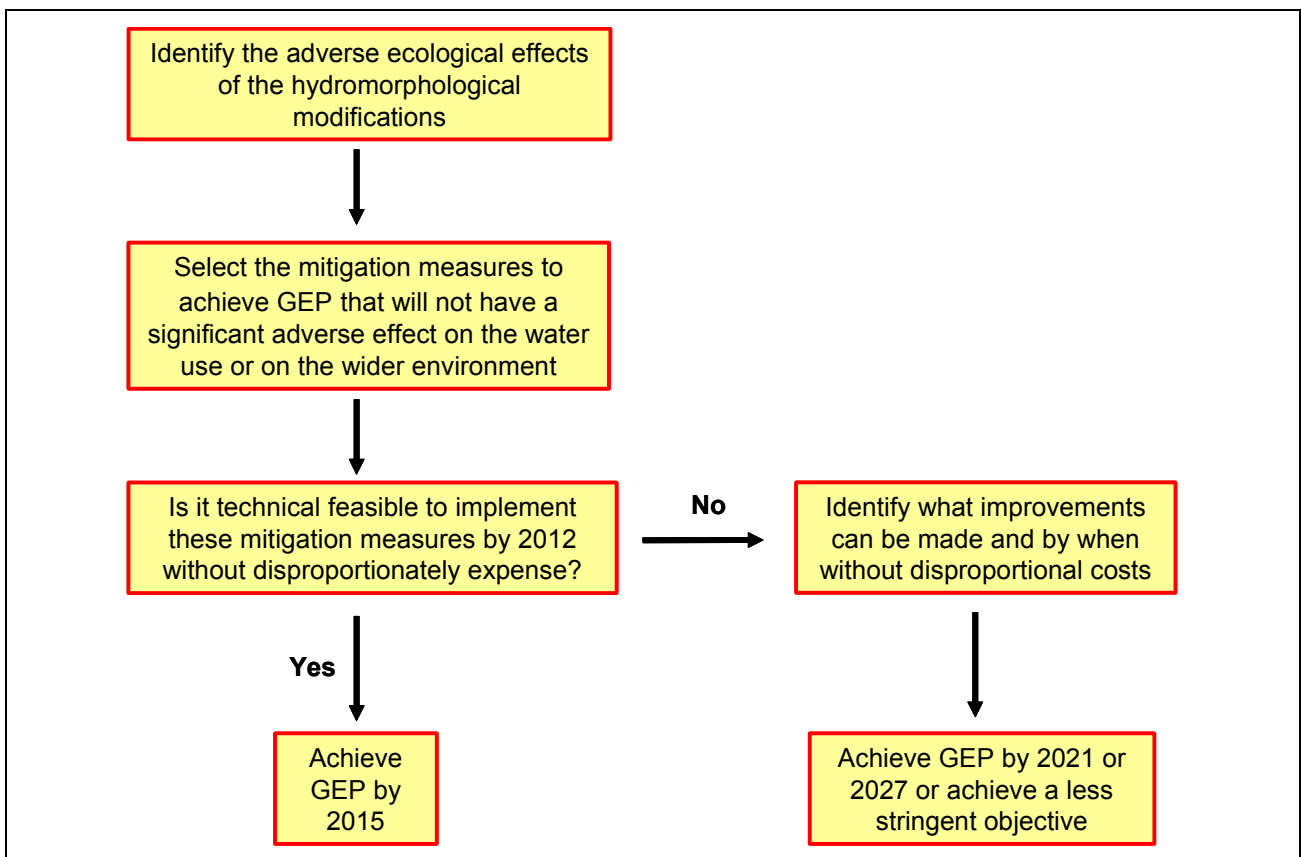 Identify the adverse ecological effects
of the hydromorphological
modifications
Select the mitigation measures to
achieve GEP that will not have a
significant adverse effect on the water
use or on the wider environment
Is it technical feasible to implement
these mitigation measures by 2012
without disproportionately expense?
No
Identify what improvements
can be made and by when
without disproportional costs
Yes
Achieve
GEP by
2015
Achieve GEP by 2021 or
2027 or achieve a less
stringent objective